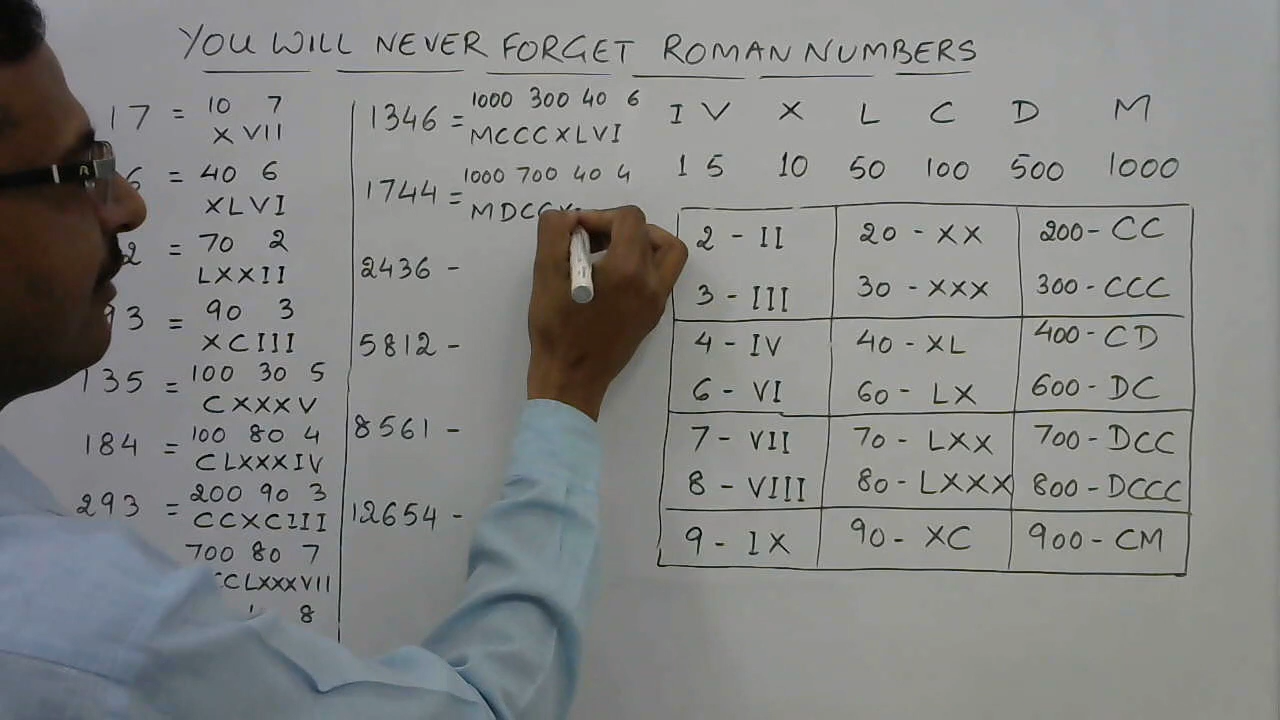 YOU WILL NEVER FORGET ROMAN NUMBERS
17 = 10 7
X VII
6 = 40 6
XLVI
2 = 70 2
LXXII
93 = 90 3
XCIII
135 = 100 30 5
CXXXV
184 = 100 80 4
CLXXXIV
293 = 200 90 3
CCXCIII
700 80 7
CCLXXXVII
8
1346 = 1000 300 40 6
MCCCXLVI
1744 = 1000 700 40 4
MDCCX
2436 -
5812 -
8561 -
12654 -
I V X L C D M
1 5 10 50 100 500 1000
2 - II 20 - XX 200 - CC
3 - III 30 - XXX 300 - CCC
4 - IV 40 - XL 400 - CD
6 - VI 60 - LX 600 - DC
7 - VII 70 - LXX 700 - DCC
8 - VIII 80 - LXXX 800 - DCCC
9 - IX 90 - XC 900 - CM